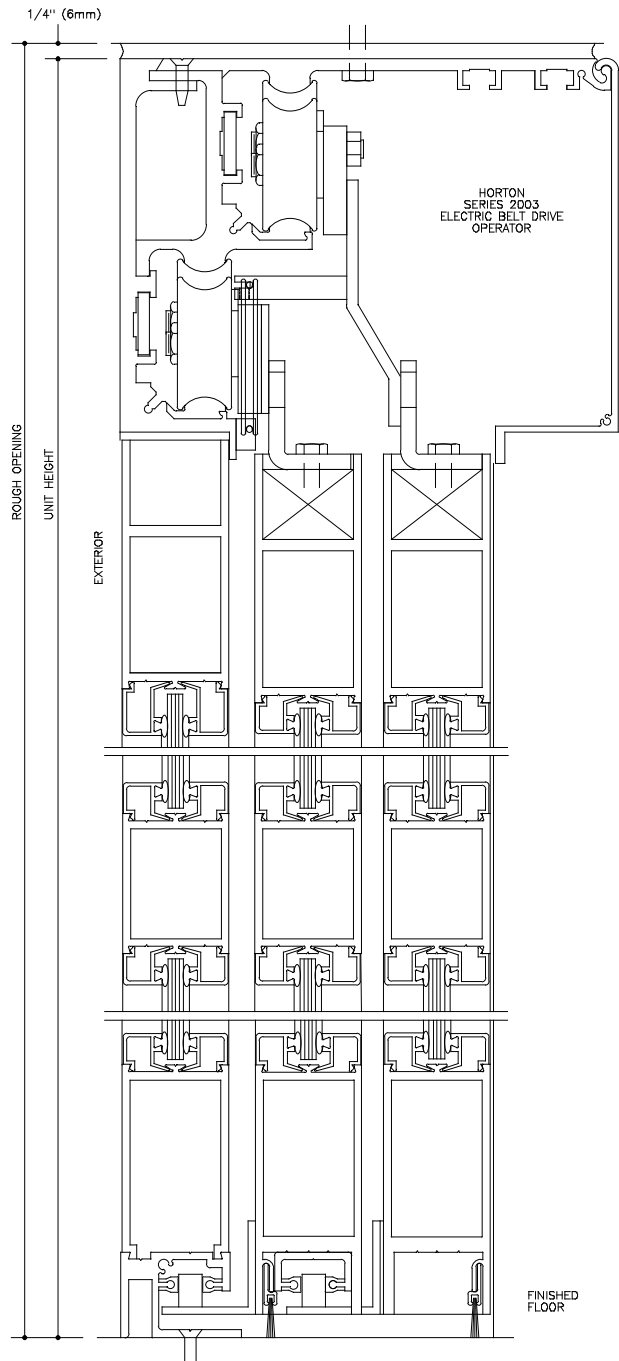 1/4" (6mm)
HORTON
SERIES 2003
ELECTRIC BELT DRIVE
OPERATOR
ROUGH OPENING
UNIT HEIGHT
EXTERIOR
FINISHED
FLOOR